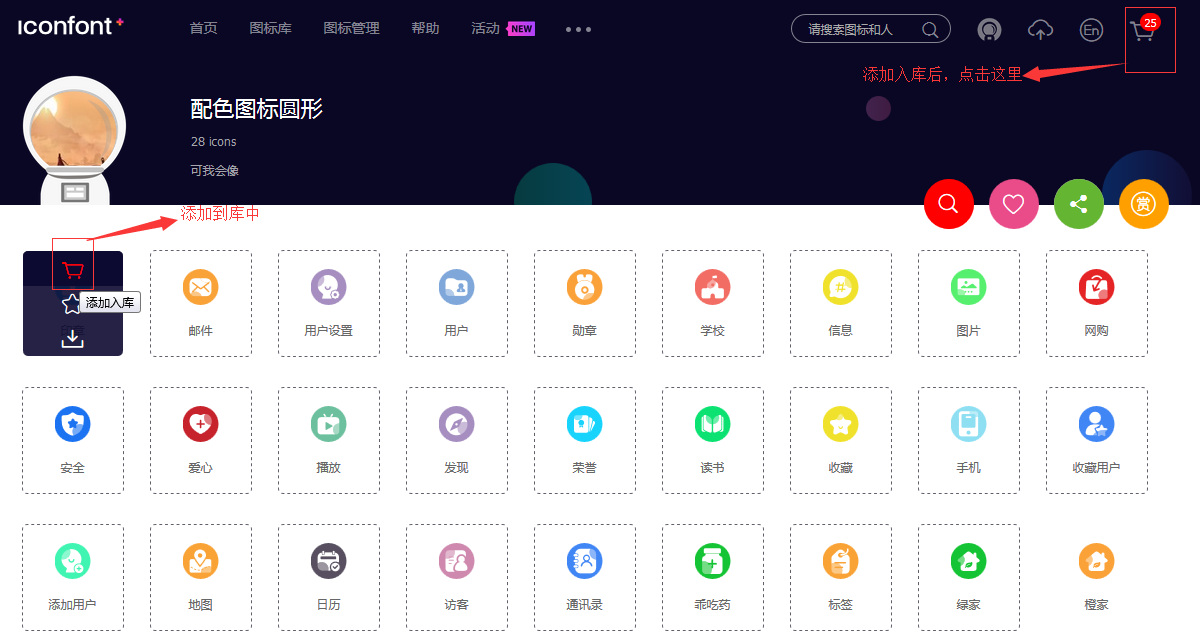 iconfont+ 首页 图标库 图标管理 帮助 活动 NEW 请搜索图标和人 En 25
添加入库后，点击这里
配色图标圆形
28 icons
可我会像
赏
添加到库中
添加入库
邮件 用户设置 用户 勋章 学校 信息 图片 网购
安全 爱心 播放 发现 荣誉 读书 收藏 手机 收藏用户
添加用户 地图 日历 访客 通讯录 乖吃药 标签 绿家 橙家